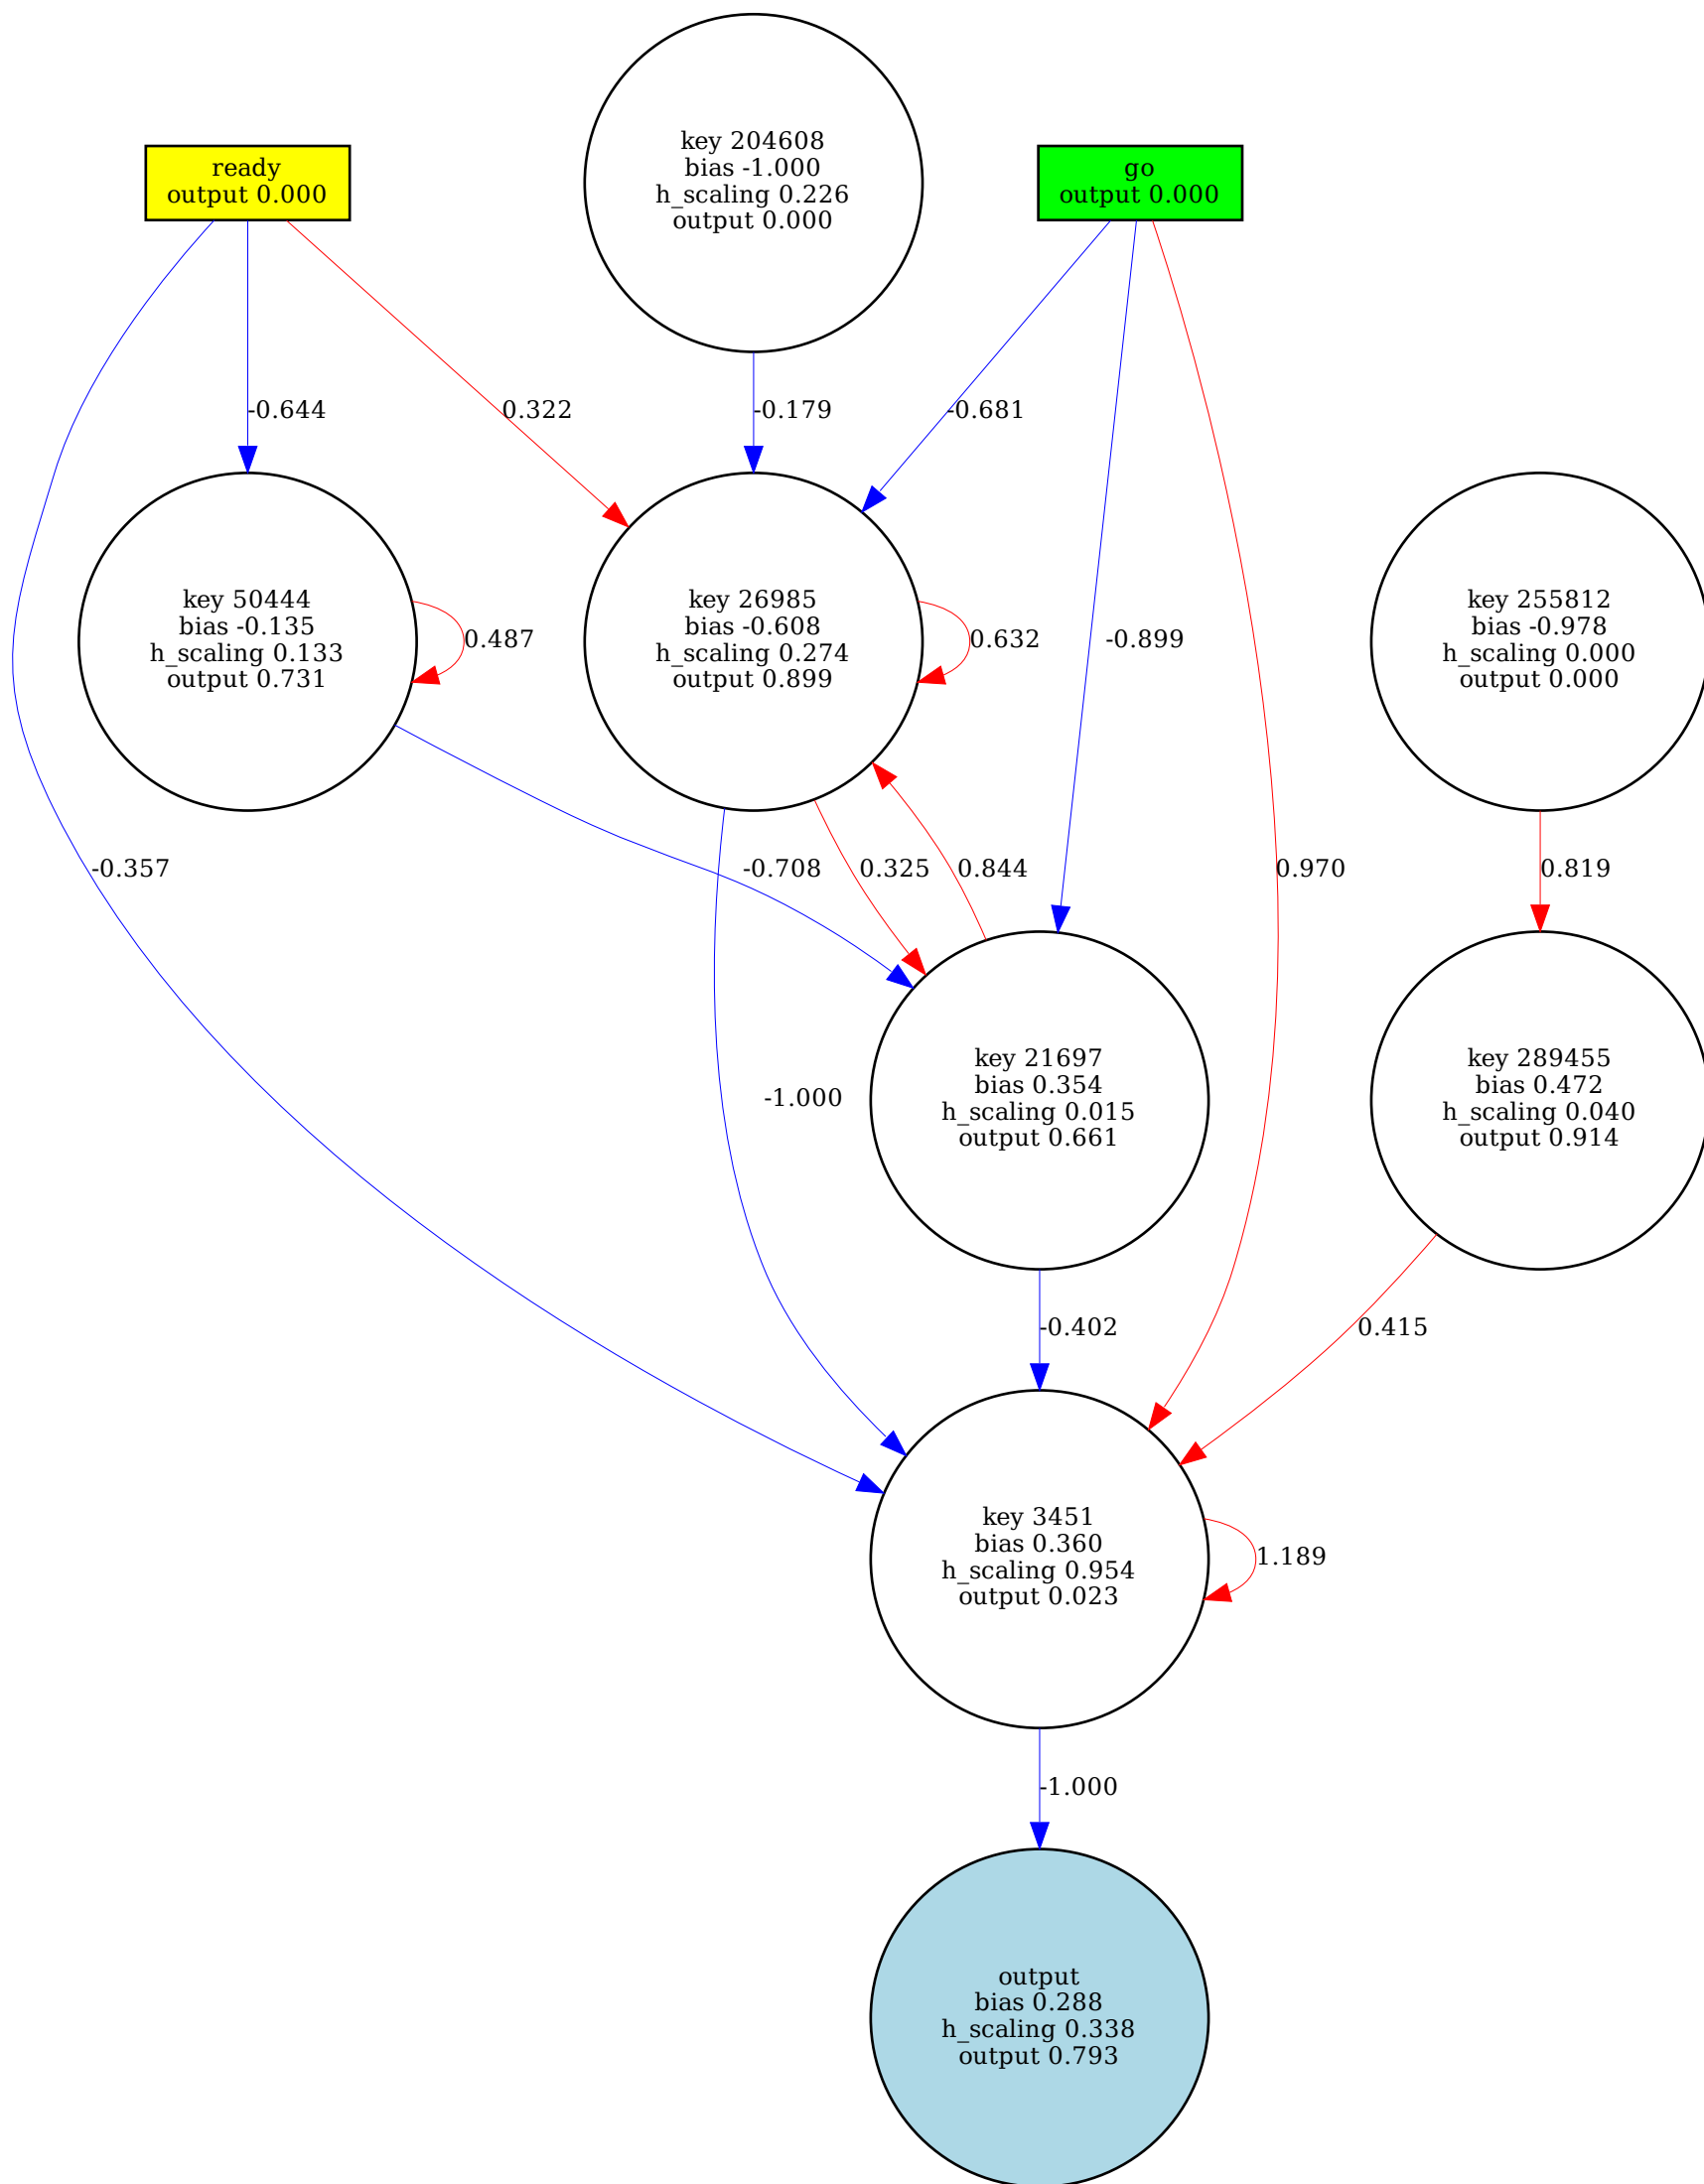 key 204608
bias -1.000
h_scaling 0.226
output 0.000
ready
output 0.000
go
output 0.000
-0.644
0.322
-0.179
-0.681
key 50444
bias -0.135
h_scaling 0.133
output 0.731
0.487
key 26985
bias -0.608
h_scaling 0.274
output 0.899
0.632
-0.899
key 255812
bias -0.978
h_scaling 0.000
output 0.000
-0.357
-0.708
0.325
0.844
0.970
0.819
-1.000
key 21697
bias 0.354
h_scaling 0.015
output 0.661
key 289455
bias 0.472
h_scaling 0.040
output 0.914
-0.402
0.415
key 3451
bias 0.360
h_scaling 0.954
output 0.023
1.189
-1.000
output
bias 0.288
h_scaling 0.338
output 0.793